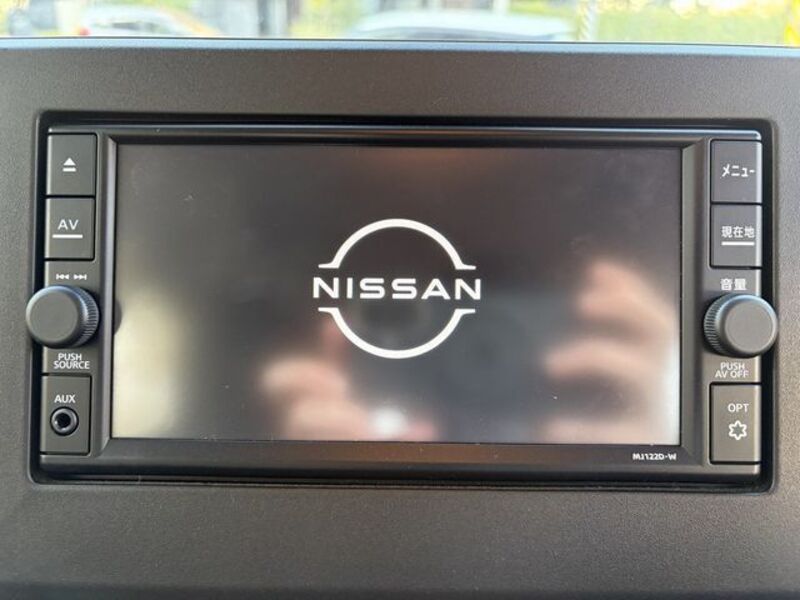 AV
PUSH
SOURCE
AUX
NISSAN
メニュー
現在地
音量
PUSH
AV OFF
OPT
MJ122D-W